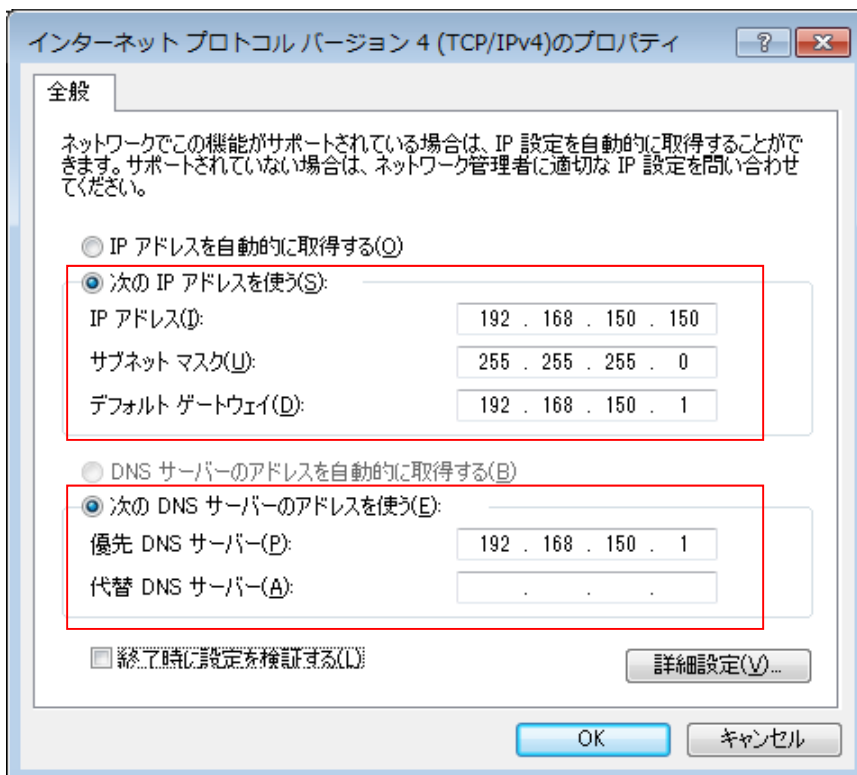 インターネット プロトコル バージョン 4 (TCP/IPv4)のプロパティ
全般
ネットワークでこの機能がサポートされている場合は、IP 設定を自動的に取得することがで
きます。サポートされていない場合は、ネットワーク管理者に適切な IP 設定を問い合わせ
てください。
IP アドレスを自動的に取得する(O)
次の IP アドレスを使う(S):
IP アドレス(I): 192 . 168 . 150 . 150
サブネット マスク(U): 255 . 255 . 255 . 0
デフォルト ゲートウェイ(D): 192 . 168 . 150 . 1
DNS サーバーのアドレスを自動的に取得する(B)
次の DNS サーバーのアドレスを使う(E):
優先 DNS サーバー(P): 192 . 168 . 150 . 1
代替 DNS サーバー(A): . . .
終了時に設定を検証する(L)
詳細設定(V)...
OK キャンセル